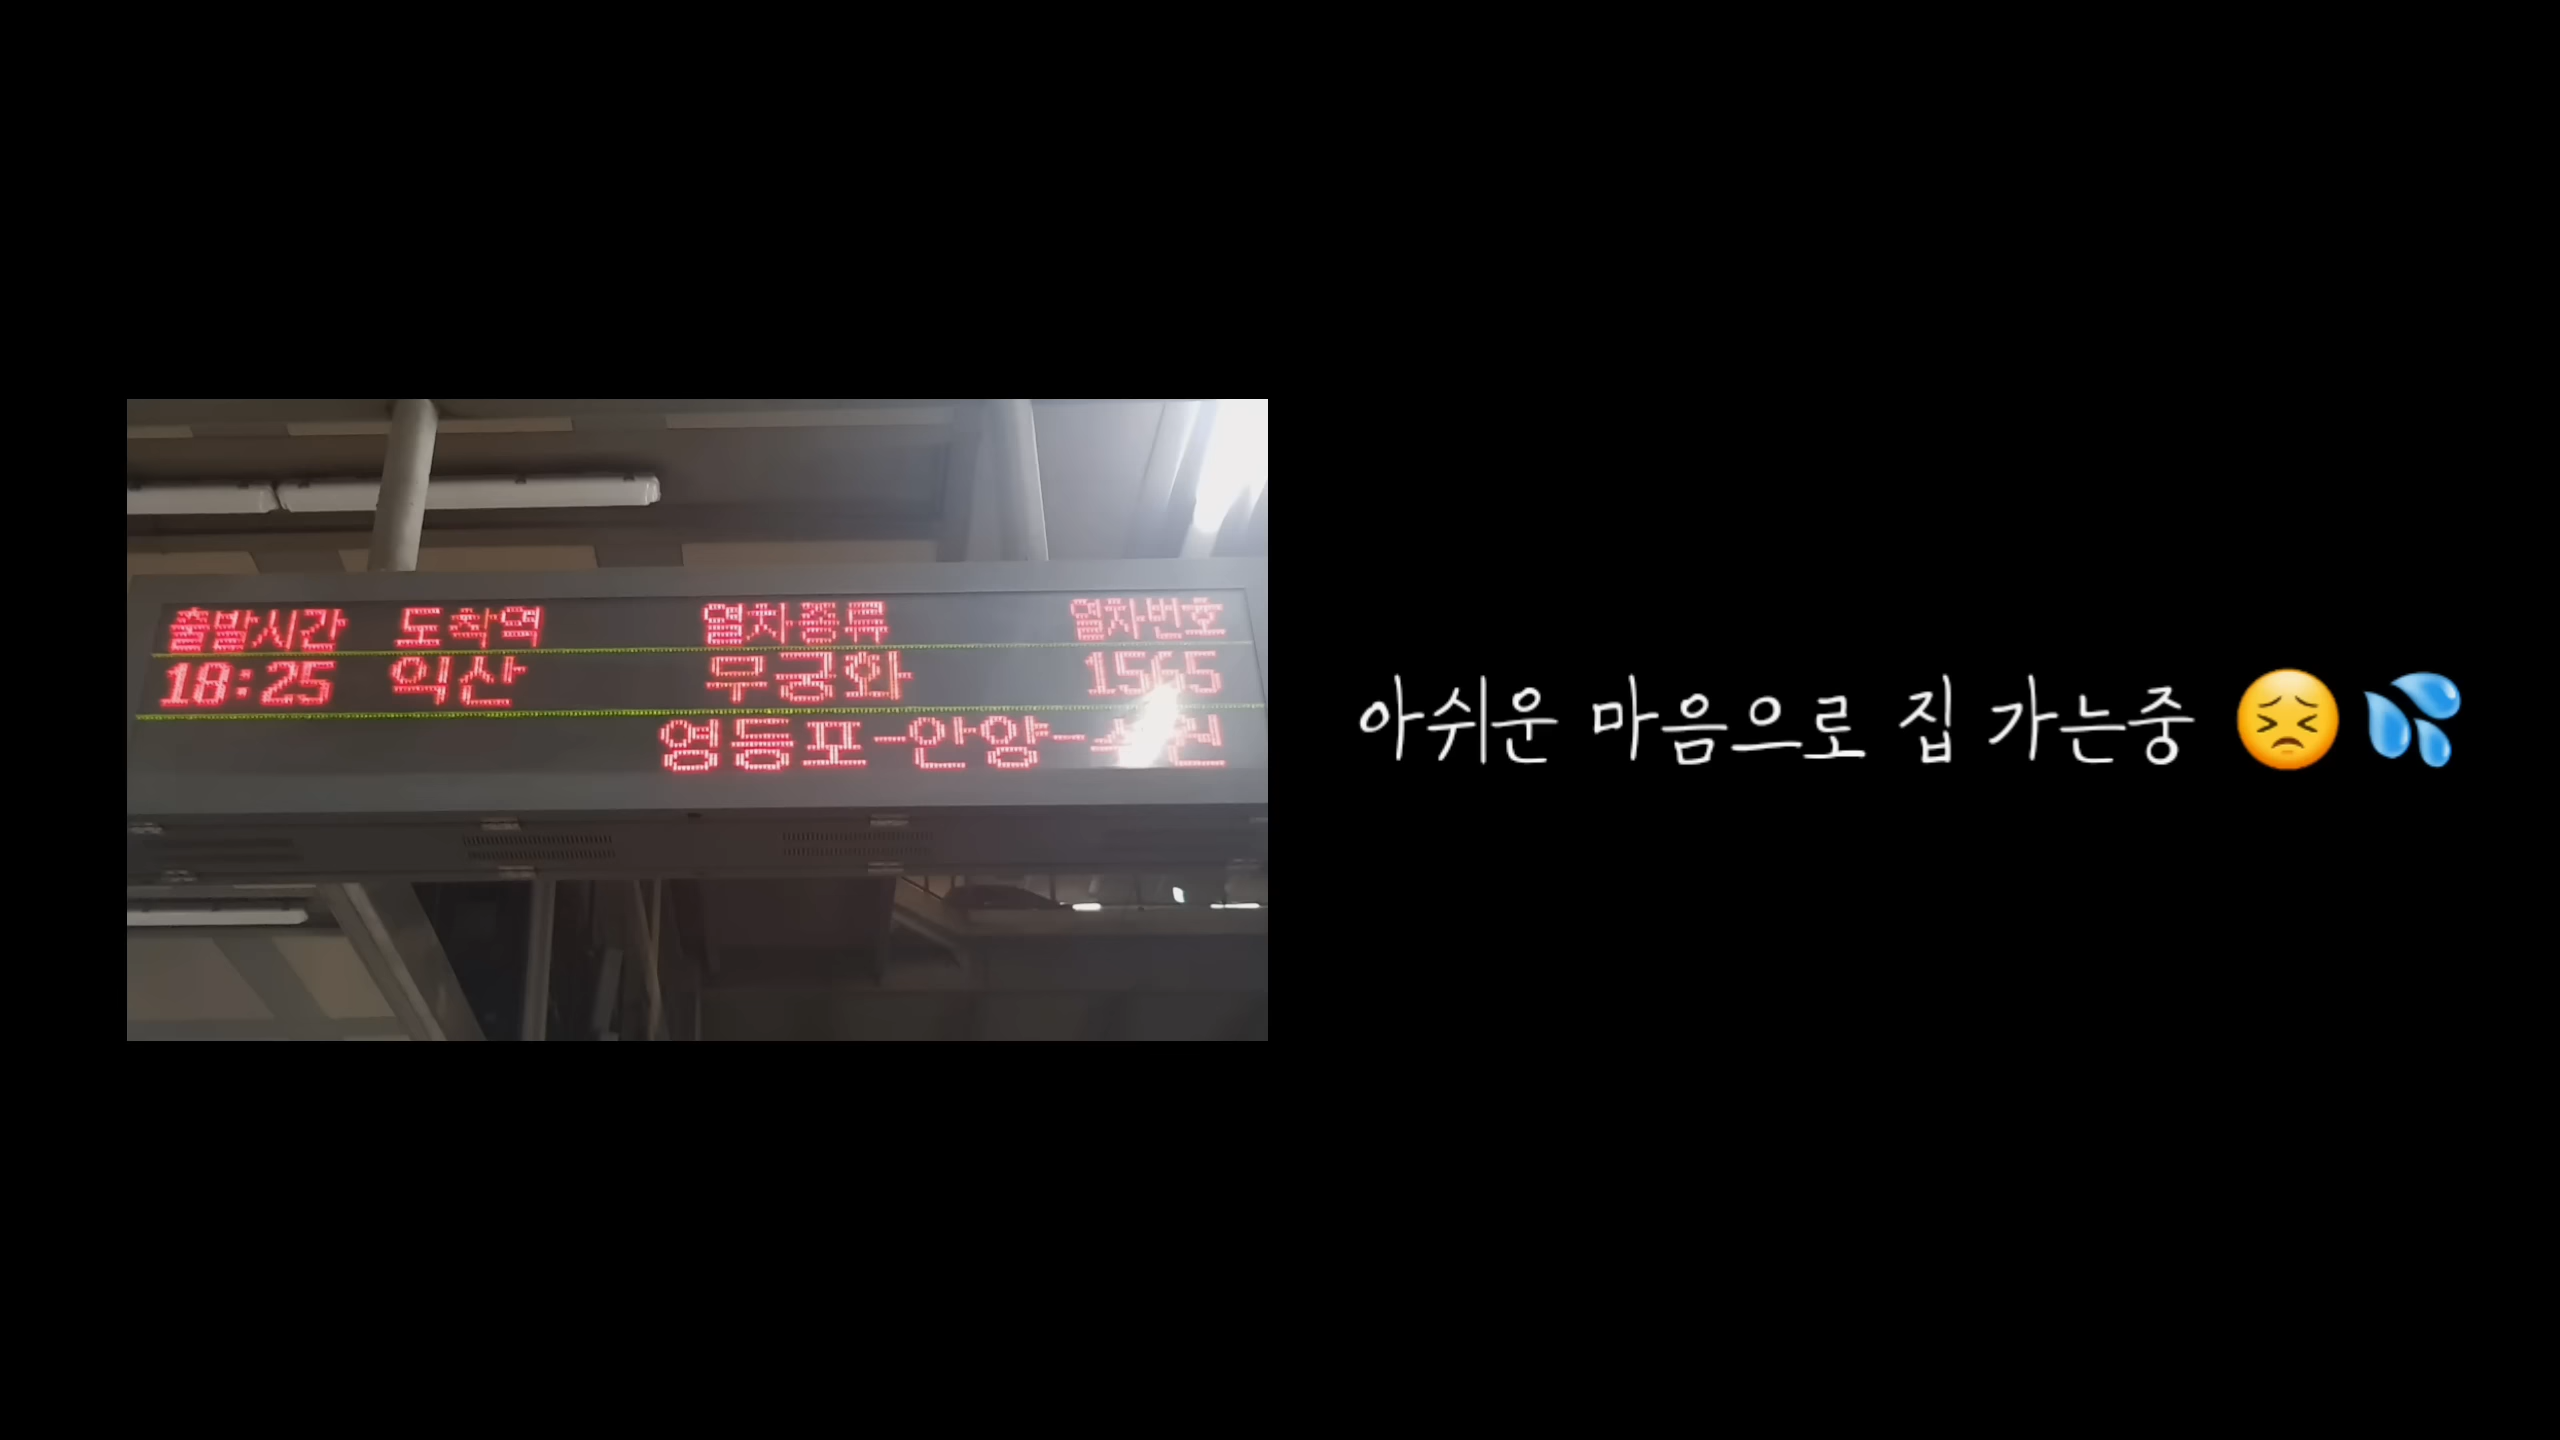 출발시간 도착역 열차종류 열차번호
18:25 익산 무궁화 1565
영등포-안양-수원
아쉬운 마음으로 집 가는중 😣💦